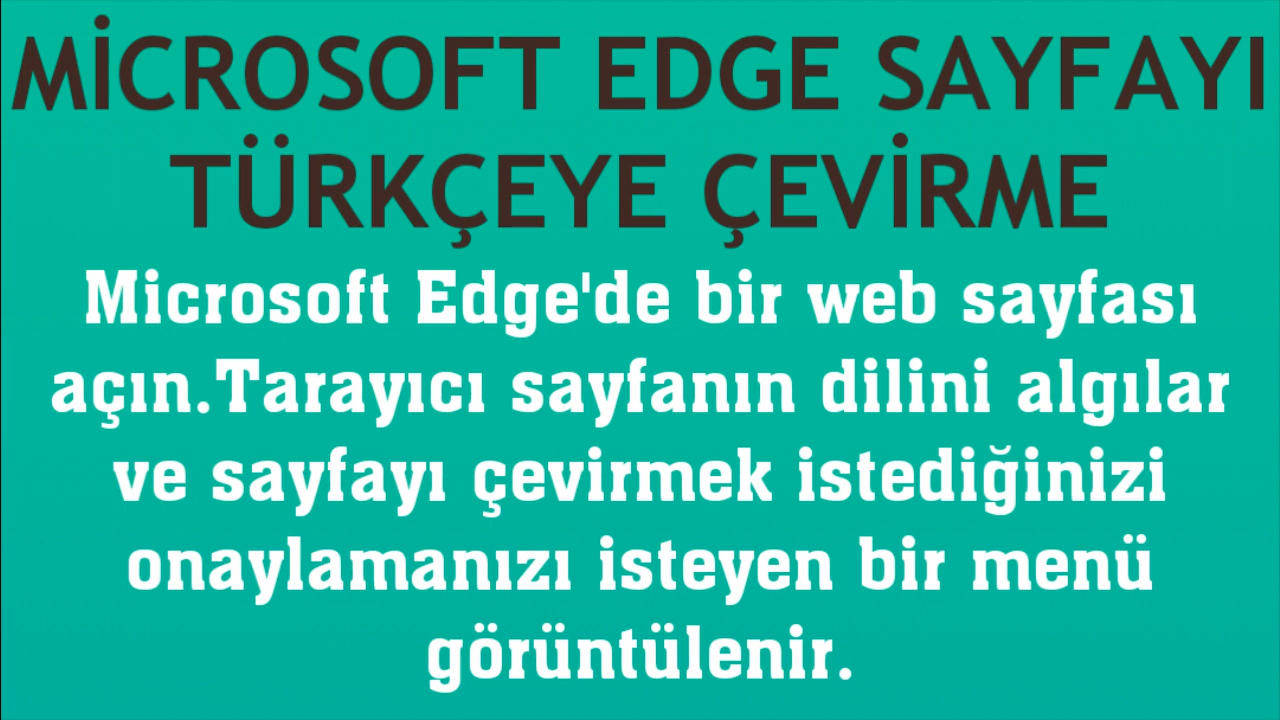 MİCROSOFT EDGE SAYFAYI
TÜRKÇEYE ÇEVİRME
Microsoft Edge'de bir web sayfası
açın.Tarayıcı sayfanın dilini algılar
ve sayfayı çevirmek istediğinizi
onaylamanızı isteyen bir menü
görüntülenir.